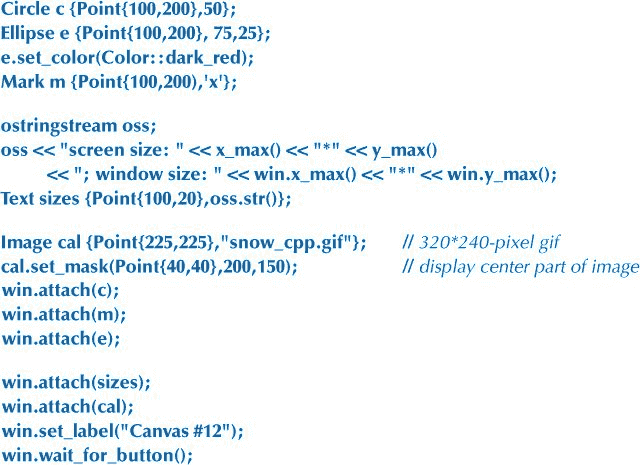 Circle c {Point{100,200},50};
Ellipse e {Point{100,200}, 75,25};
e.set_color(Color::dark_red);
Mark m {Point{100,200),'x'};
ostringstream oss;
oss << "screen size: " << x_max() << "*" << y_max()
<< "; window size: " << win.x_max() << "*" << win.y_max();
Text sizes {Point{100,20},oss.str()};
Image cal {Point{225,225},"snow_cpp.gif"}; // 320*240-pixel gif
cal.set_mask(Point{40,40},200,150); // display center part of image
win.attach(c);
win.attach(m);
win.attach(e);
win.attach(sizes);
win.attach(cal);
win.set_label("Canvas #12");
win.wait_for_button();